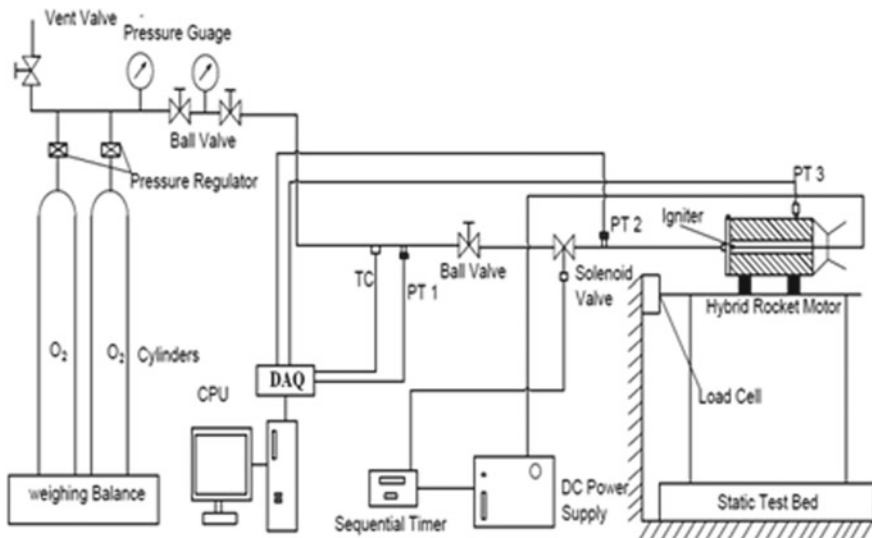 Vent Valve
Pressure Guage
Ball Valve
Pressure Regulator
PT 3
Igniter
PT 2
TC
PT 1
Ball Valve
Solenoid
Valve
Hybrid Rocket Motor
O2
O2
Cylinders
DAQ
CPU
Load Cell
weighing Balance
Sequential Timer
DC Power
Supply
Static Test Bed